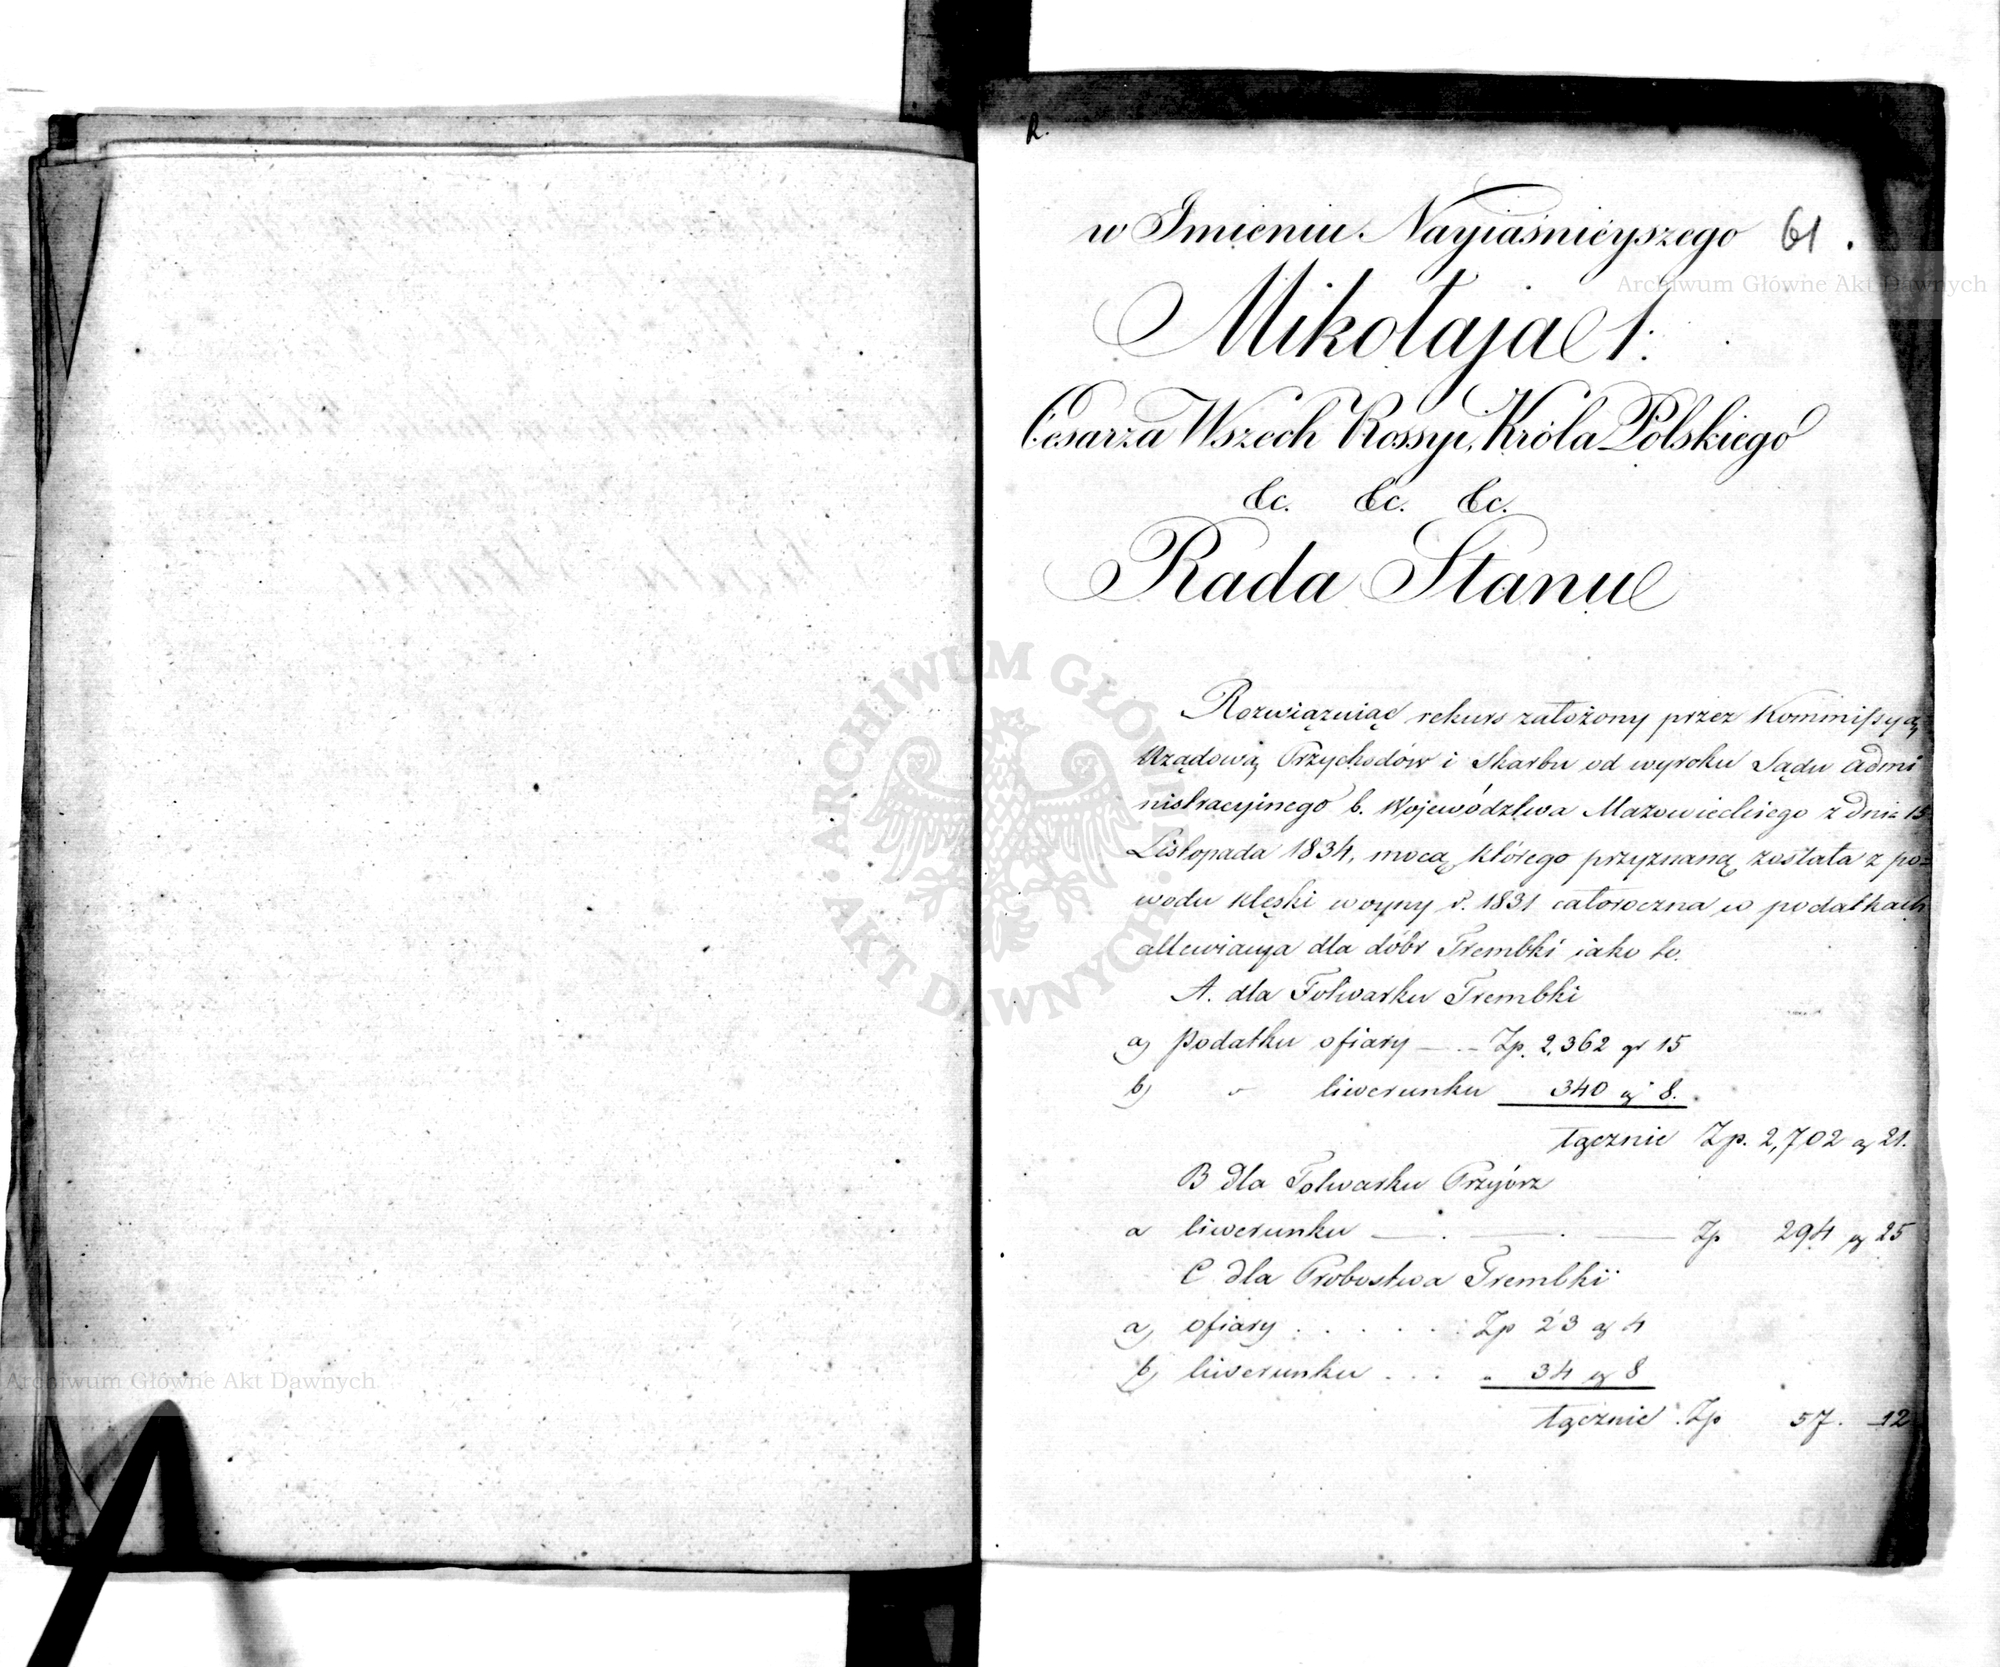 R.
61.
w Imieniu Nayiaśnieyszego
Mikołaja 1.
Cesarza Wszech Rossyi, Króla Polskiego
&c. &c. &c.
Rada Stanu
Rozwiązuiąc rekurs założony przez Kommissyą
Rządową Przychodów i Skarbu od wyroku Sądu Admi
nistracyinego b. Województwa Mazowieckiego z dnia 15
Listopada 1834, mocą którego przyznaną została z po=
wodu klęski woyny r. 1831 całoroczna w podatkach
allewiacya dla dóbr Trembki iako to.
A. dla Folwarku Trembki
a) Podatku ofiary — . — Zp. 2,362 gr 15
b) " liwerunku 340 gr 8.
łącznie Zp. 2,702 gr 21.
B dla Folwarku Przyórz
a liwerunku — . — . — Zp 294 gr 25
C dla Probostwa Trembki
a) ofiary : . . . . . : Zp 23 gr 4
b) liwerunku . . . " 34 gr 8
łącznie Zp 57. 12
ARCHIWUM GŁÓWNE AKT DAWNYCH
Archiwum Główne Akt Dawnych
Archiwum Główne Akt Dawnych